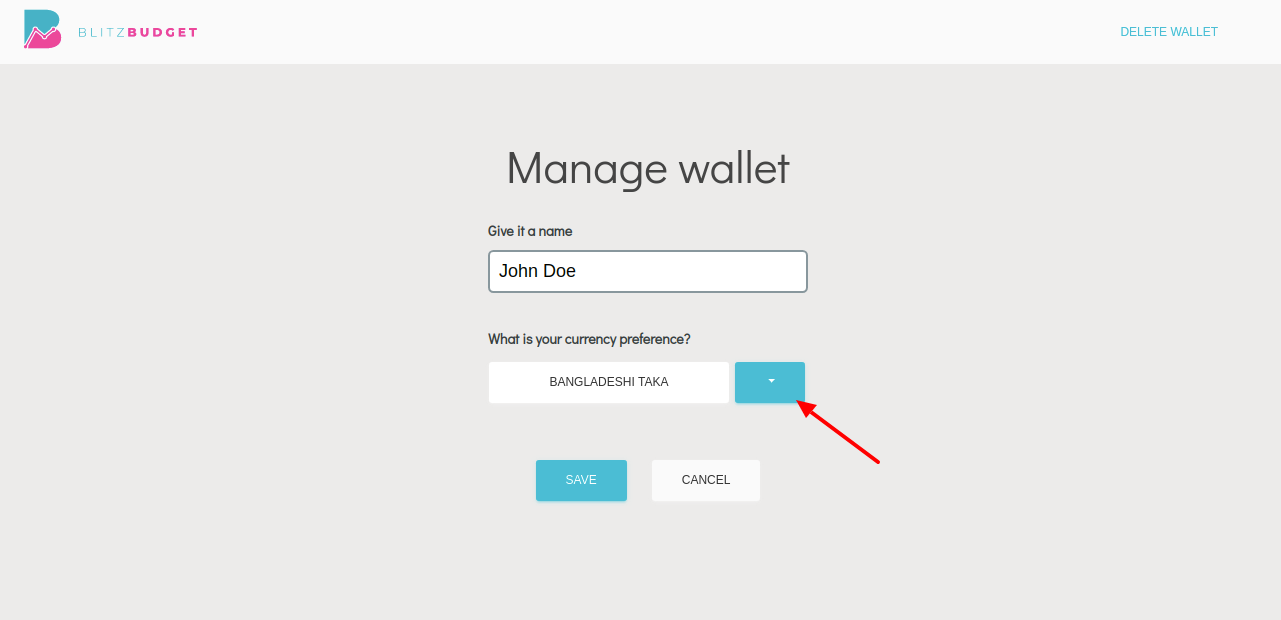 BLITZBUDGET
DELETE WALLET
Manage wallet
Give it a name
John Doe
What is your currency preference?
BANGLADESHI TAKA
SAVE CANCEL